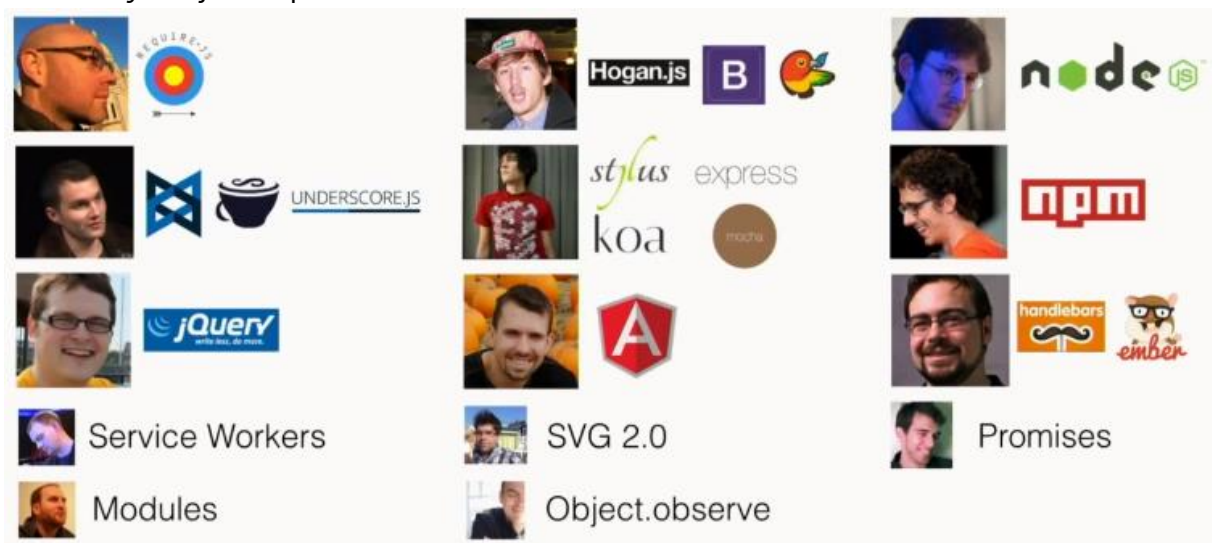 REQUIRE-JS
Hogan.js
B
node
JS
UNDERSCORE.JS
stylus
express
koa
mocha
npm
jQuery
write less, do more.
A
handlebars
ember
Service Workers
SVG 2.0
Promises
Modules
Object.observe